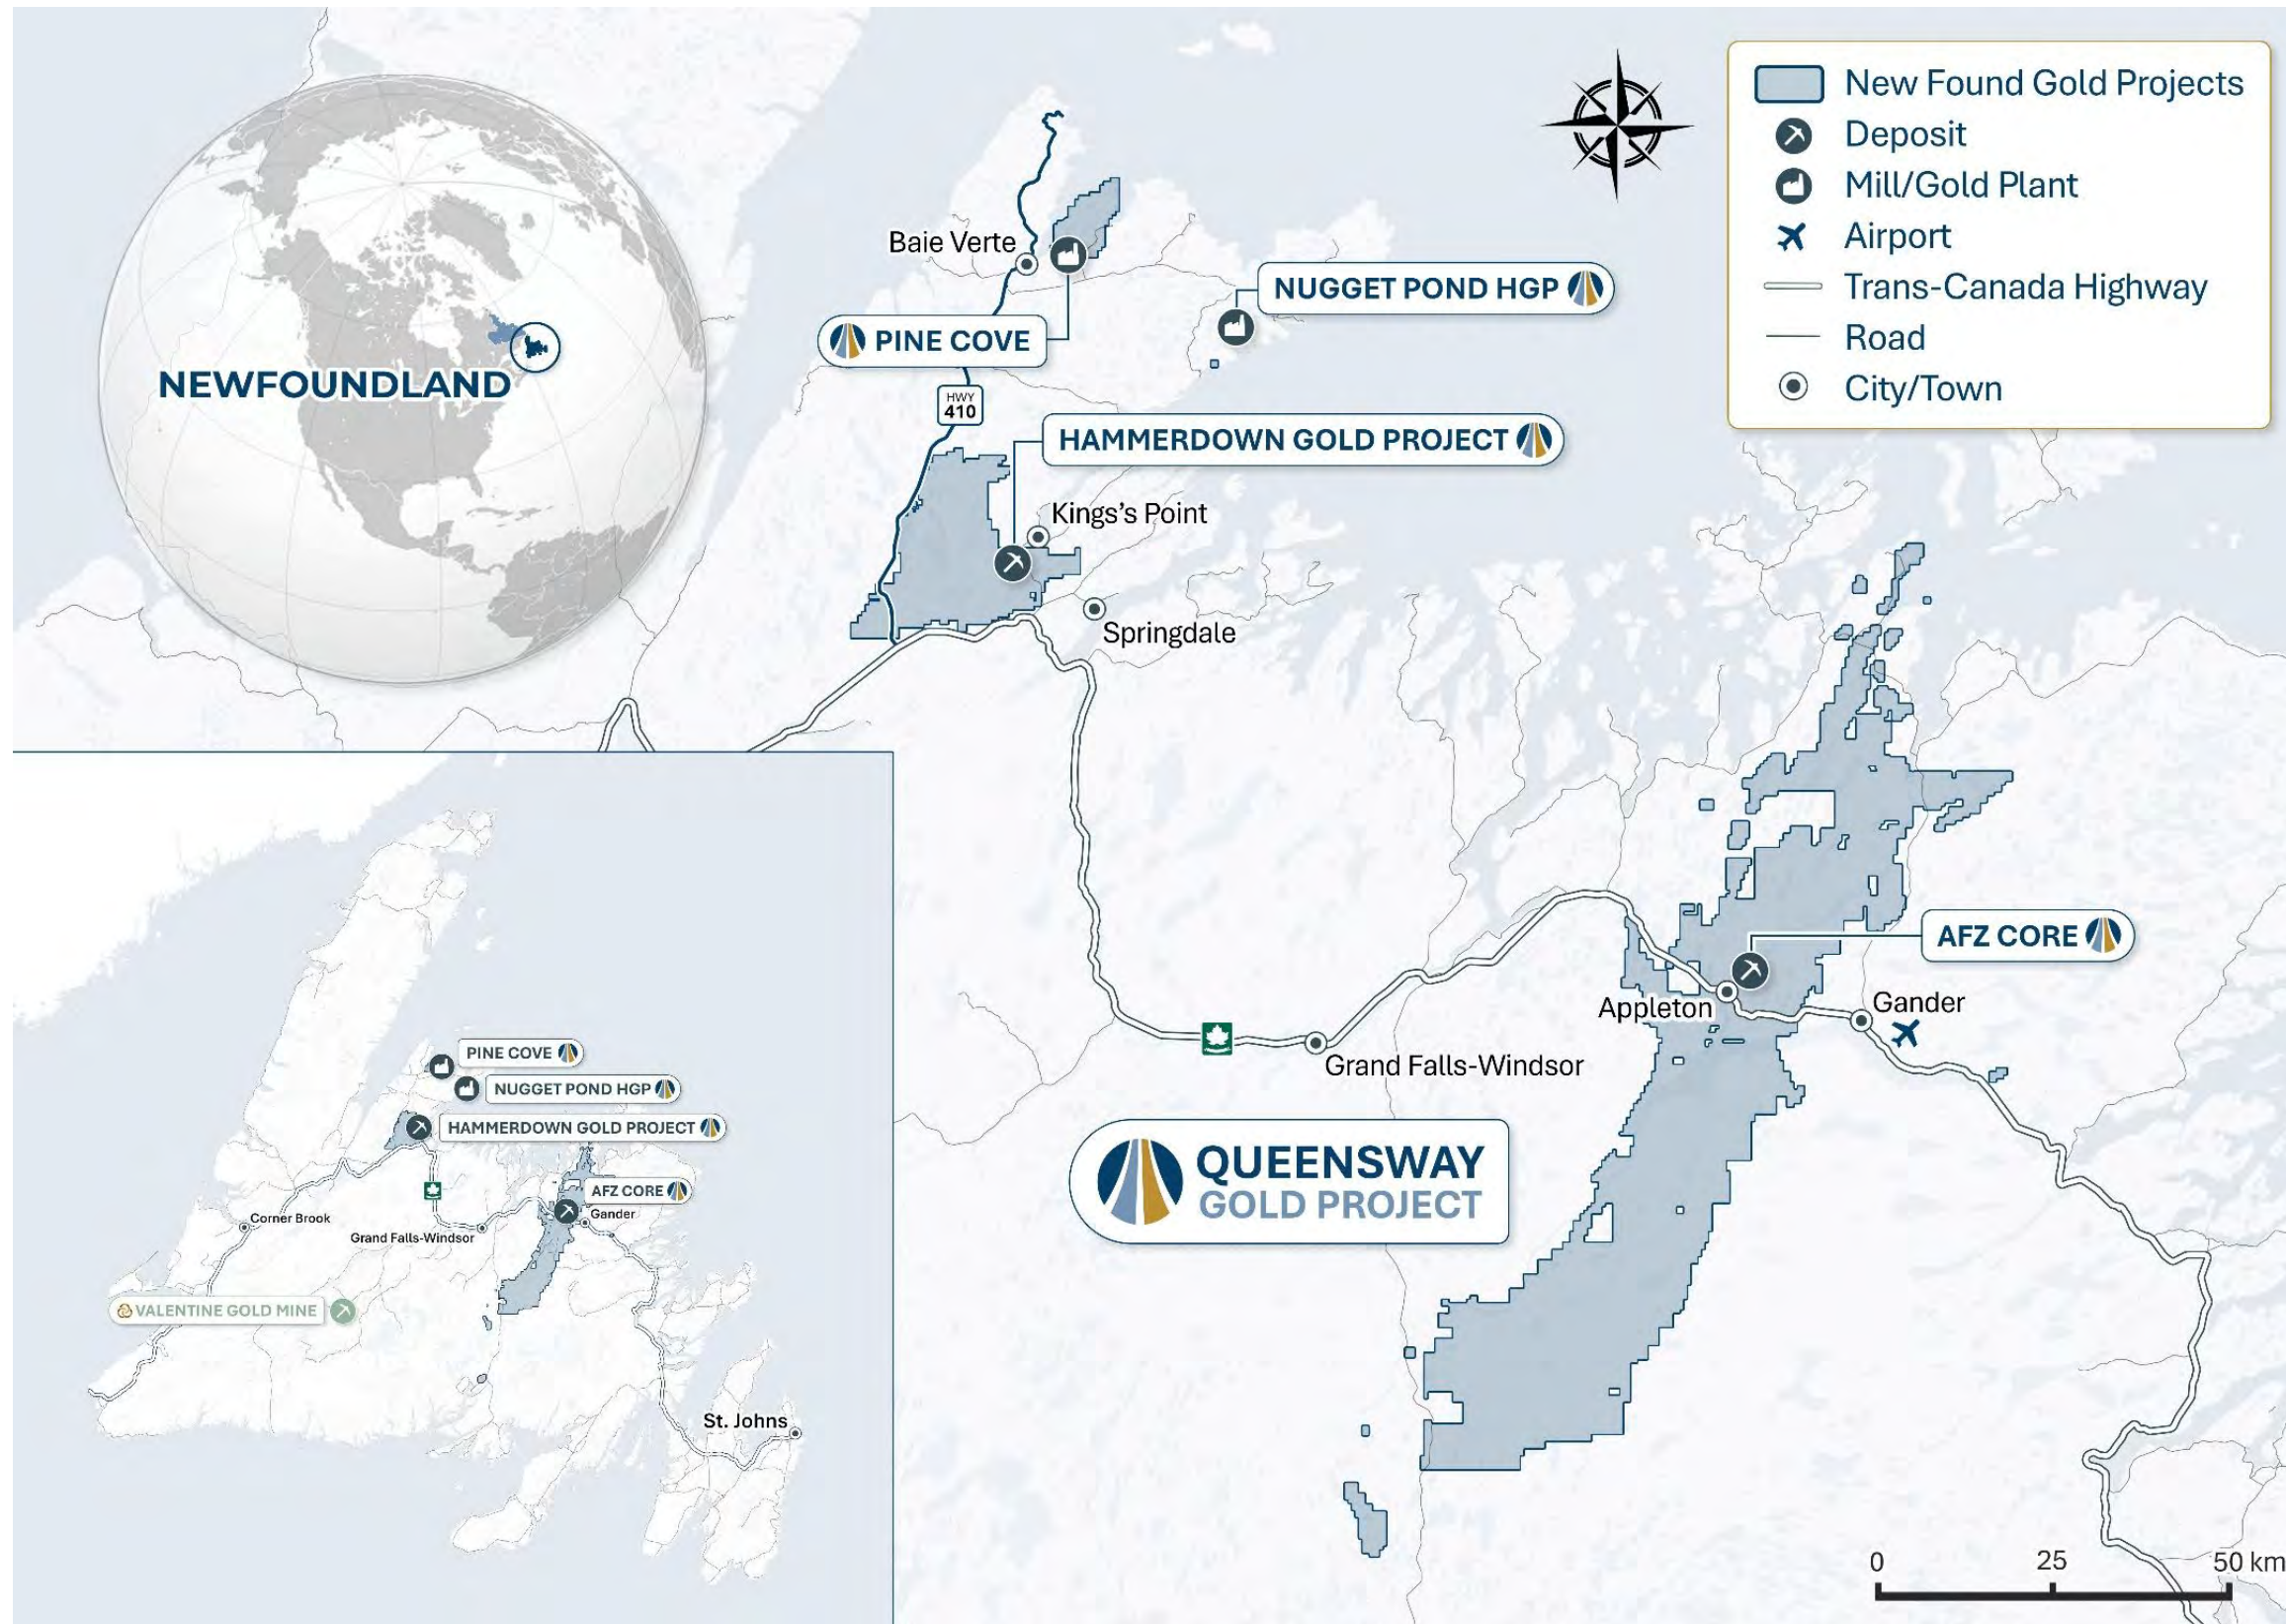 New Found Gold Projects
Deposit
Mill/Gold Plant
Airport
Trans-Canada Highway
Road
City/Town
NEWFOUNDLAND
Baie Verte
PINE COVE
NUGGET POND HGP
HWY
410
HAMMERDOWN GOLD PROJECT
Kings's Point
Springdale
AFZ CORE
Appleton
Gander
Grand Falls-Windsor
QUEENSWAY
GOLD PROJECT
PINE COVE
NUGGET POND HGP
HAMMERDOWN GOLD PROJECT
AFZ CORE
Gander
Corner Brook
Grand Falls-Windsor
VALENTINE GOLD MINE
St. Johns
0 25 50 km